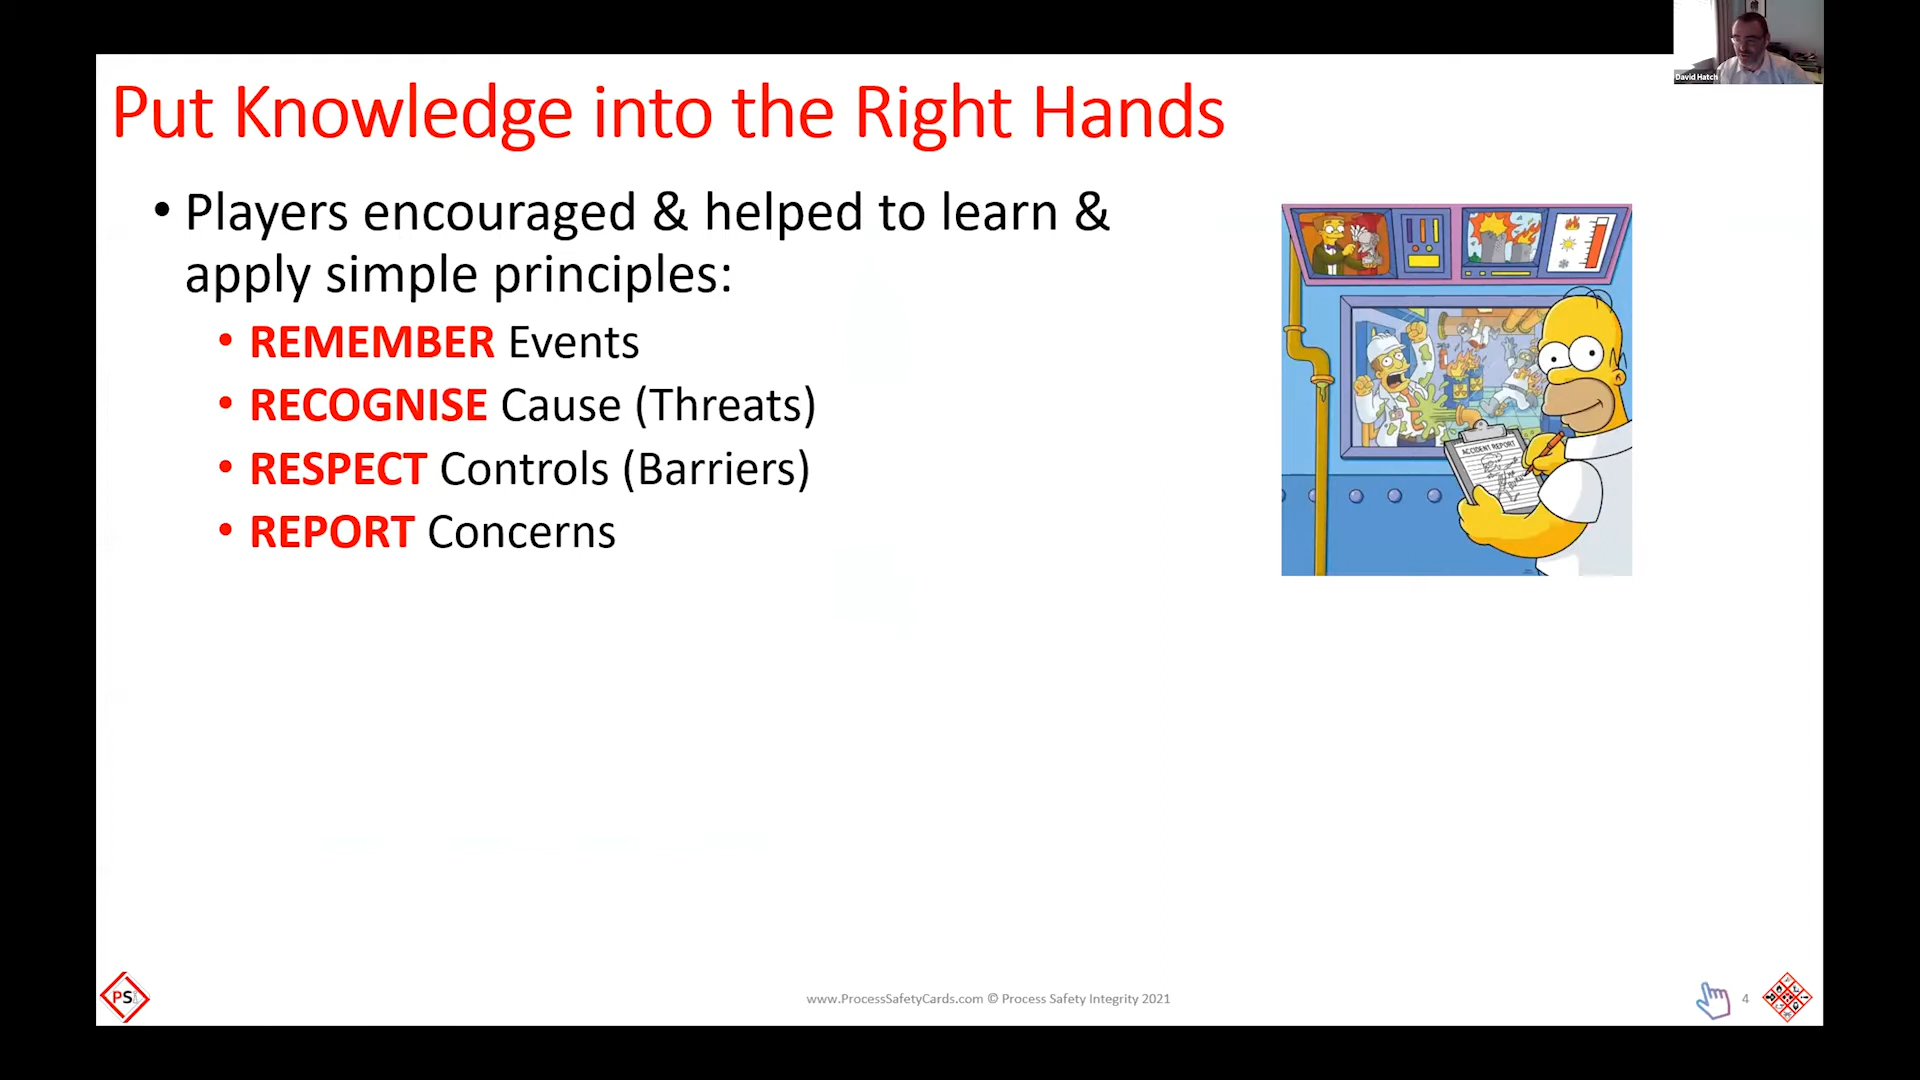 David Hatch
Put Knowledge into the Right Hands
• Players encouraged & helped to learn &
apply simple principles:
• REMEMBER Events
• RECOGNISE Cause (Threats)
• RESPECT Controls (Barriers)
• REPORT Concerns
ACCIDENT REPORT
PSI
www.ProcessSafetyCards.com © Process Safety Integrity 2021
4